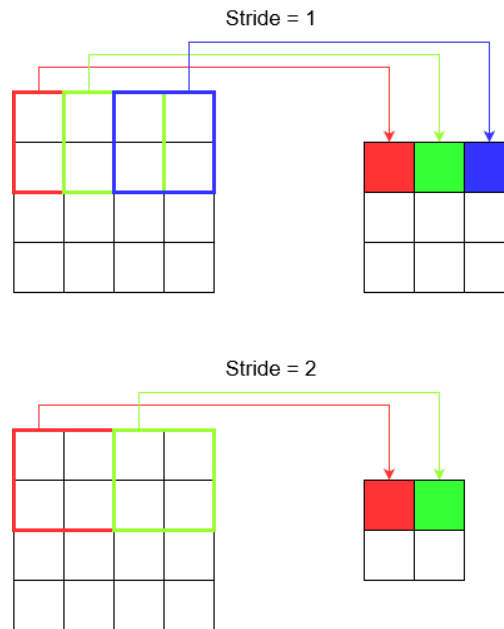 Stride = 1
Stride = 2